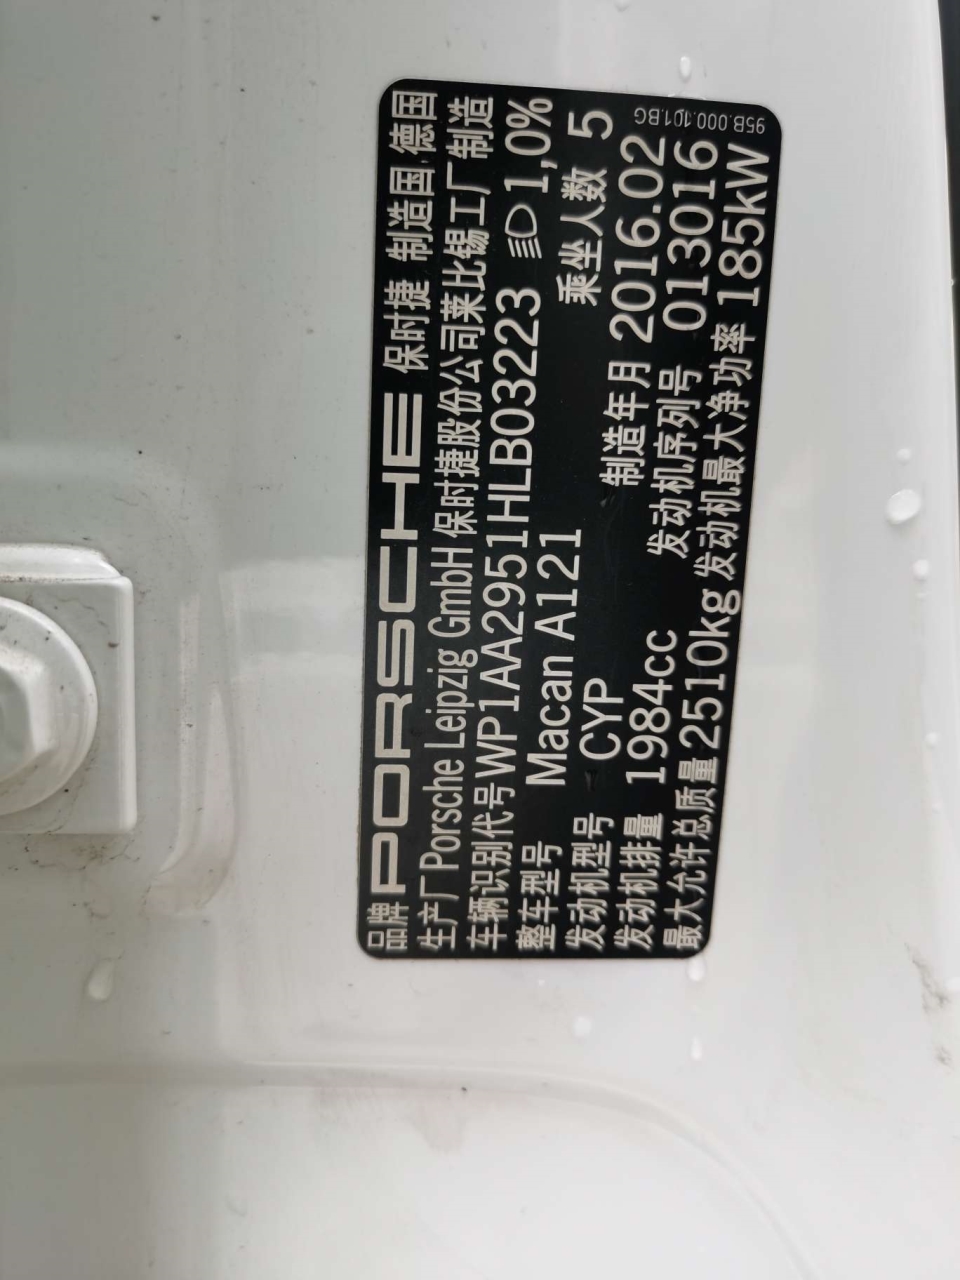 品牌 PORSCHE 保时捷 制造国 德国
生产厂 Porsche Leipzig GmbH 保时捷股份公司莱比锡工厂制造
车辆识别代号 WP1AA2951HLB03223 1,0%
整车型号 Macan A121 乘坐人数 5
发动机型号 CYP 制造年月 2016.02
发动机排量 1984cc 发动机序列号 013016
最大允许总质量 2510kg 发动机最大净功率 185kW
95B.000.101.BG